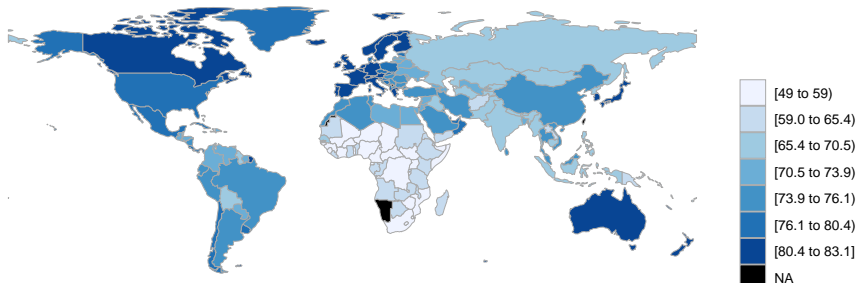 [49 to 59)
[59.0 to 65.4)
[65.4 to 70.5)
[70.5 to 73.9)
[73.9 to 76.1)
[76.1 to 80.4)
[80.4 to 83.1]
NA